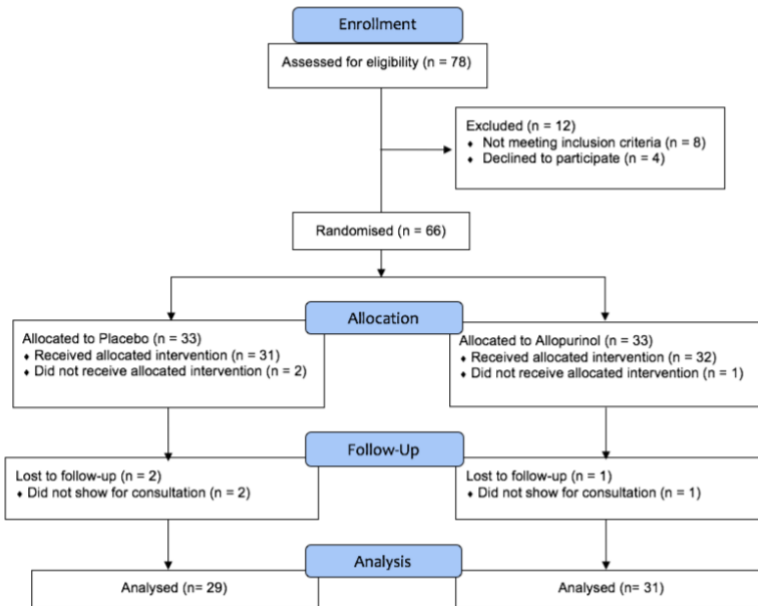 Enrollment
Assessed for eligibility (n = 78)
Excluded (n = 12)
♦ Not meeting inclusion criteria (n = 8)
♦ Declined to participate (n = 4)
Randomised (n = 66)
Allocation
Allocated to Placebo (n = 33)
♦ Received allocated intervention (n = 31)
♦ Did not receive allocated intervention (n = 2)
Allocated to Allopurinol (n = 33)
♦ Received allocated intervention (n = 32)
♦ Did not receive allocated intervention (n = 1)
Follow-Up
Lost to follow-up (n = 2)
♦ Did not show for consultation (n = 2)
Lost to follow-up (n = 1)
♦ Did not show for consultation (n = 1)
Analysis
Analysed (n= 29)
Analysed (n = 31)